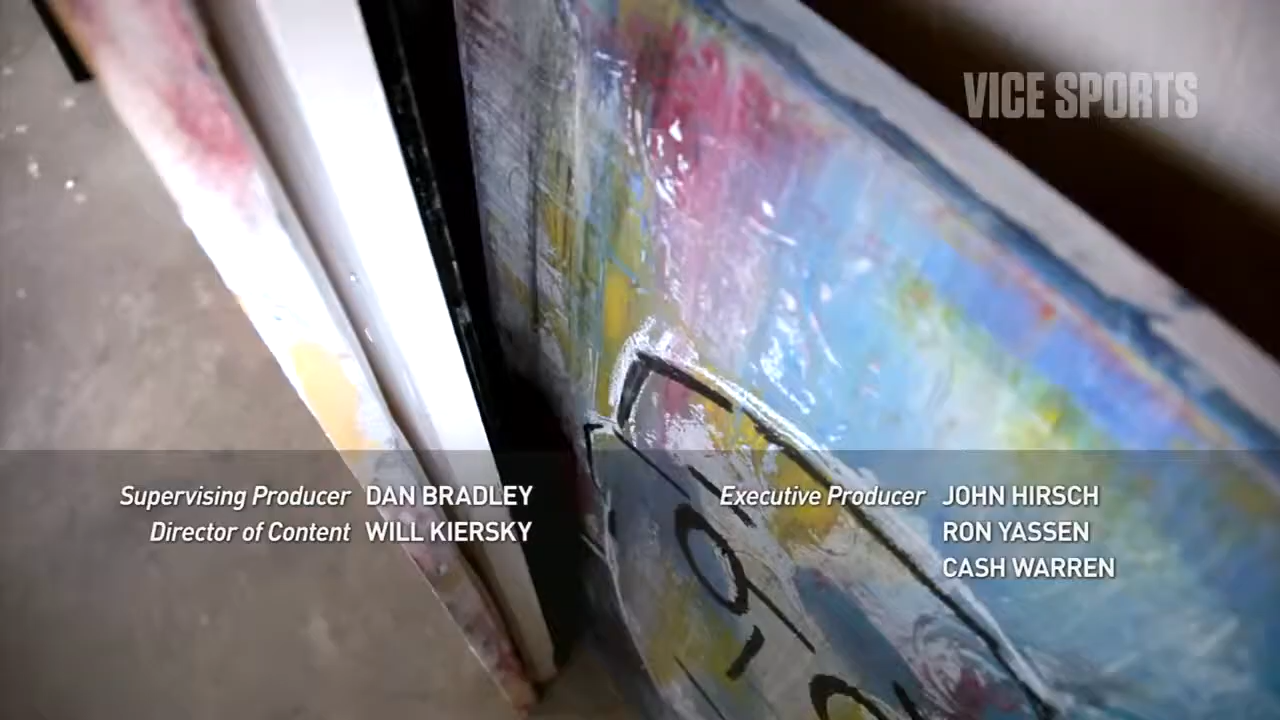 VICE SPORTS
Supervising Producer DAN BRADLEY
Director of Content WILL KIERSKY
Executive Producer JOHN HIRSCH
RON YASSEN
CASH WARREN